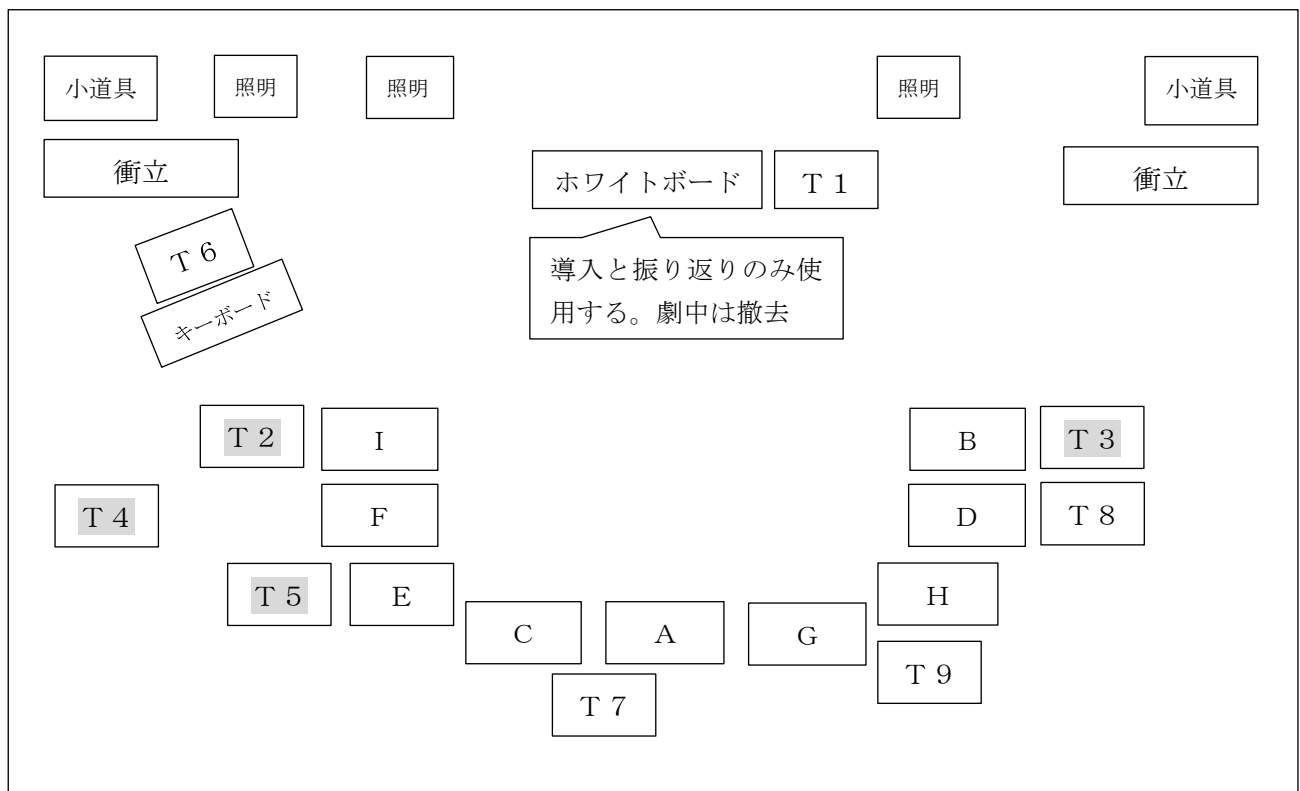 小道具
照明
照明
照明
小道具
衝立
ホワイトボード
Ｔ１
衝立
Ｔ６
キーボード
導入と振り返りのみ使
用する。劇中は撤去
Ｔ２
Ｉ
Ｂ
Ｔ３
Ｔ４
Ｆ
Ｄ
Ｔ８
Ｔ５
Ｅ
Ｈ
Ｃ
Ａ
Ｇ
Ｔ９
Ｔ７